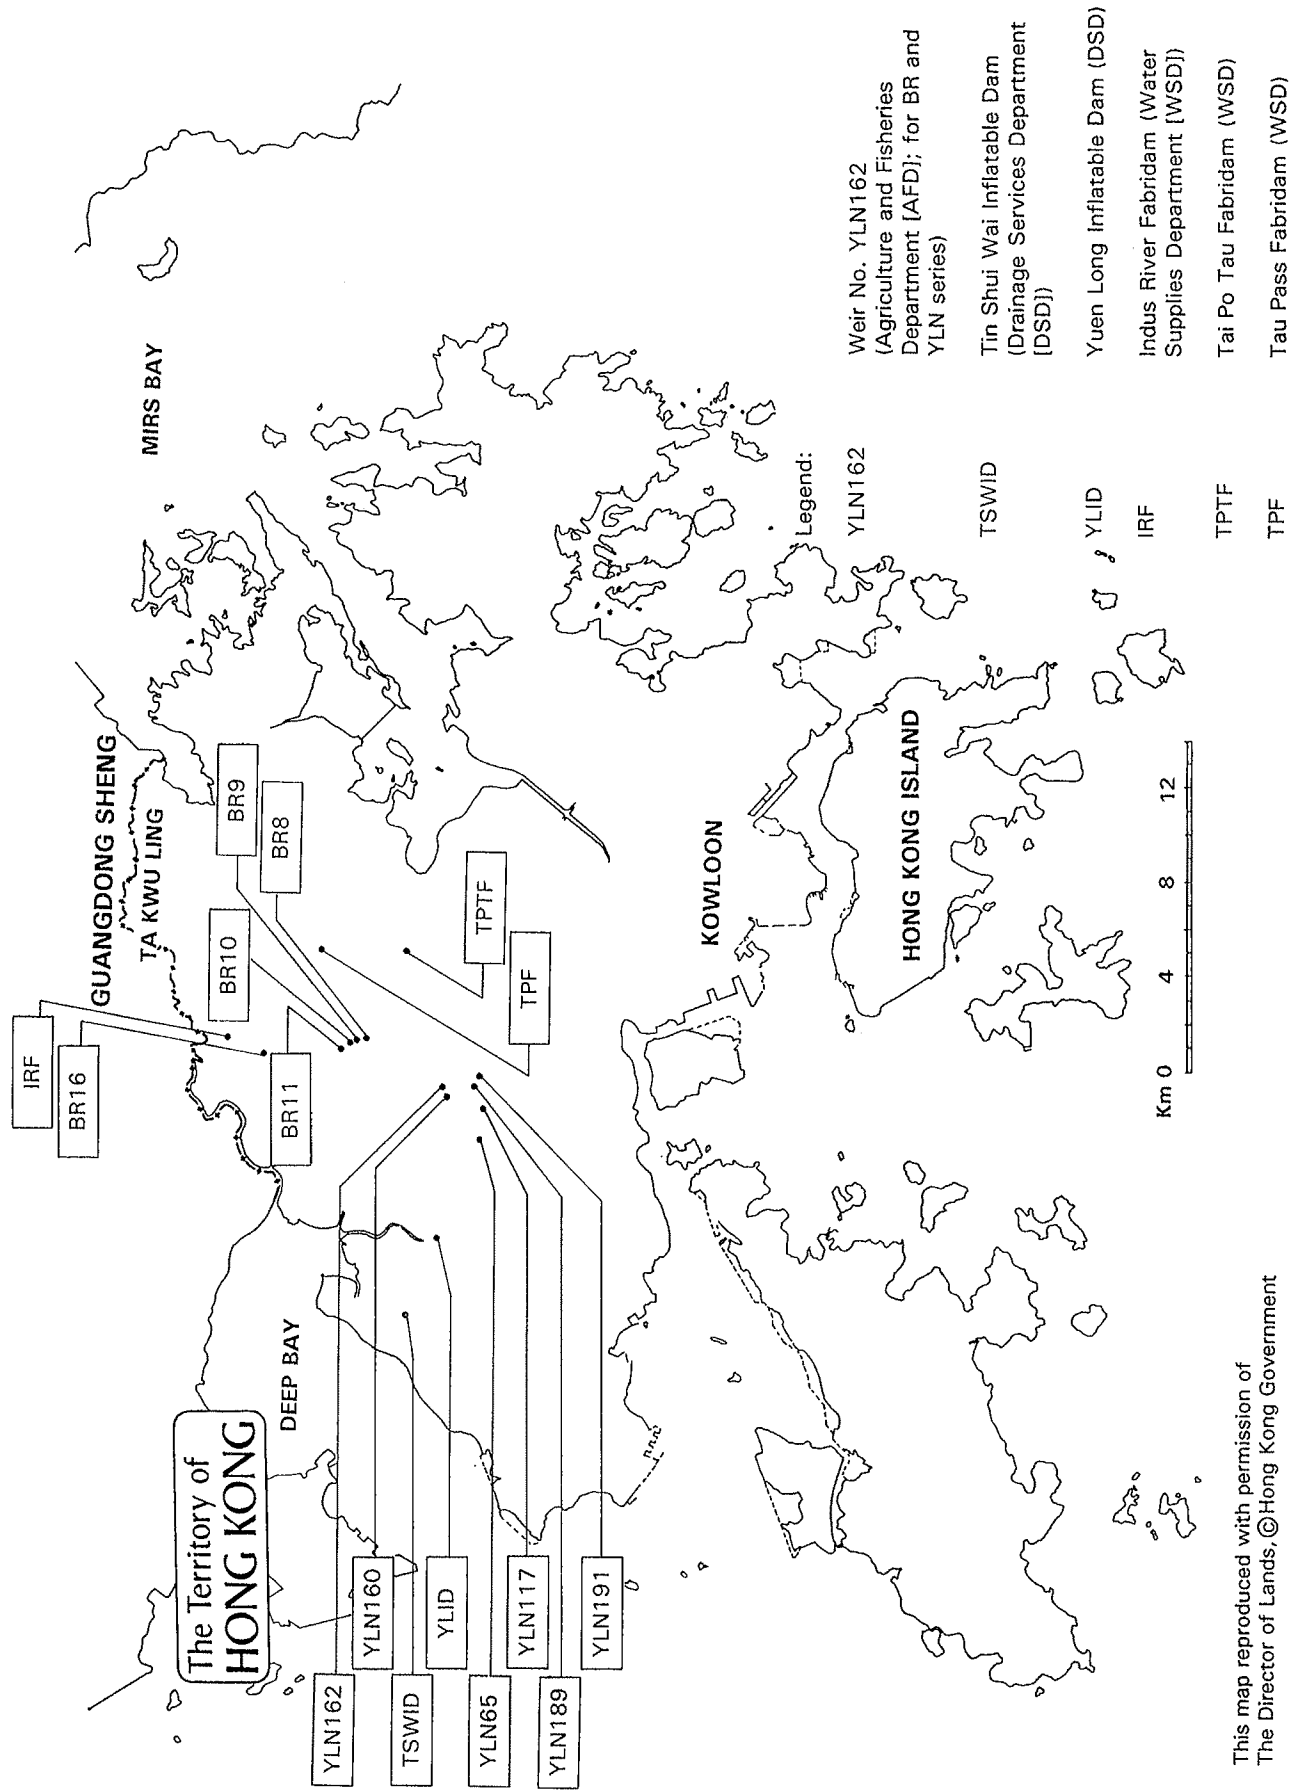 The Territory of
HONG KONG
GUANGDONG SHENG
TA KWU LING
MIRS BAY
DEEP BAY
KOWLOON
HONG KONG ISLAND
IRF
BR16
BR11
BR10
BR9
BR8
TPTF
TPF
YLN162
YLN160
TSWID
YLID
YLN65
YLN117
YLN189
YLN191
Km 0 4 8 12
Legend:
YLN162 Weir No. YLN162
(Agriculture and Fisheries
Department [AFD]; for BR and
YLN series)
TSWID Tin Shui Wai Inflatable Dam
(Drainage Services Department
[DSD])
YLID Yuen Long Inflatable Dam (DSD)
IRF Indus River Fabridam (Water
Supplies Department [WSD])
TPTF Tai Po Tau Fabridam (WSD)
TPF Tau Pass Fabridam (WSD)
This map reproduced with permission of
The Director of Lands, © Hong Kong Government